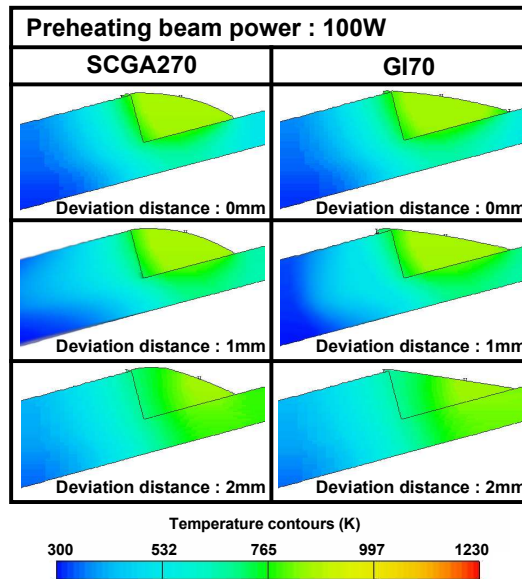 Preheating beam power : 100W
SCGA270 GI70
Deviation distance : 0mm Deviation distance : 0mm
Deviation distance : 1mm Deviation distance : 1mm
Deviation distance : 2mm Deviation distance : 2mm
Temperature contours (K)
300 532 765 997 1230